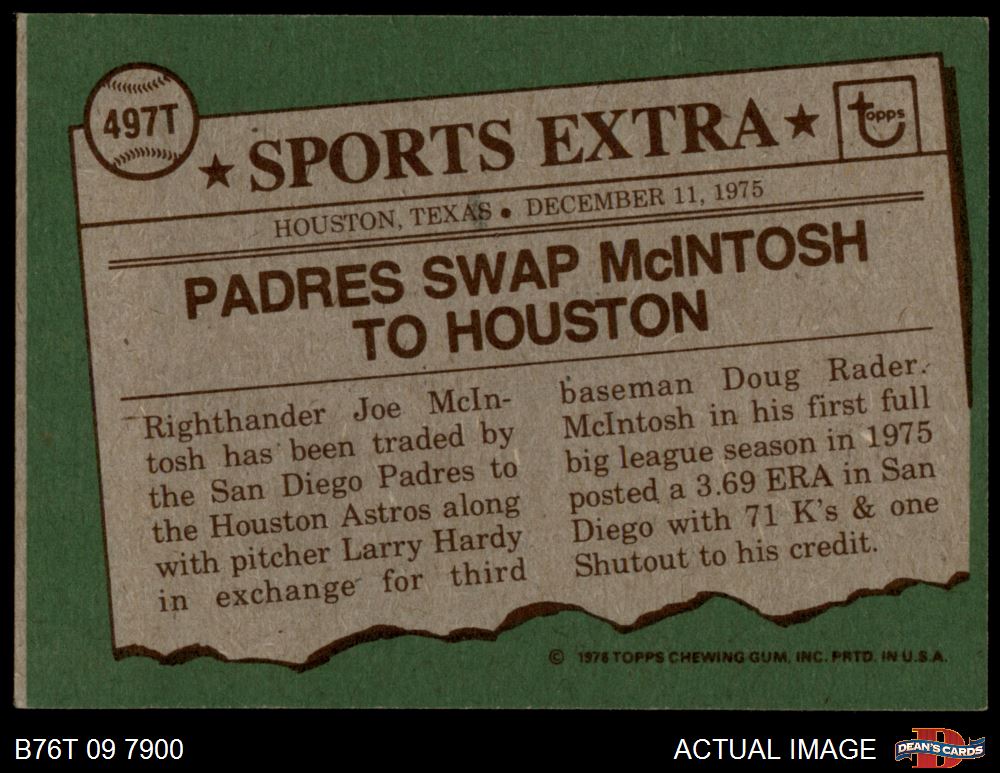 497T
★ SPORTS EXTRA ★
topps
HOUSTON, TEXAS • DECEMBER 11, 1975
PADRES SWAP McINTOSH
TO HOUSTON
Righthander Joe McIn-
tosh has been traded by
the San Diego Padres to
the Houston Astros along
with pitcher Larry Hardy
in exchange for third
baseman Doug Rader.
McIntosh in his first full
big league season in 1975
posted a 3.69 ERA in San
Diego with 71 K's & one
Shutout to his credit.
© 1976 TOPPS CHEWING GUM, INC. PRTD. IN U.S.A.
B76T 09 7900
ACTUAL IMAGE
D
DEAN'S CARDS